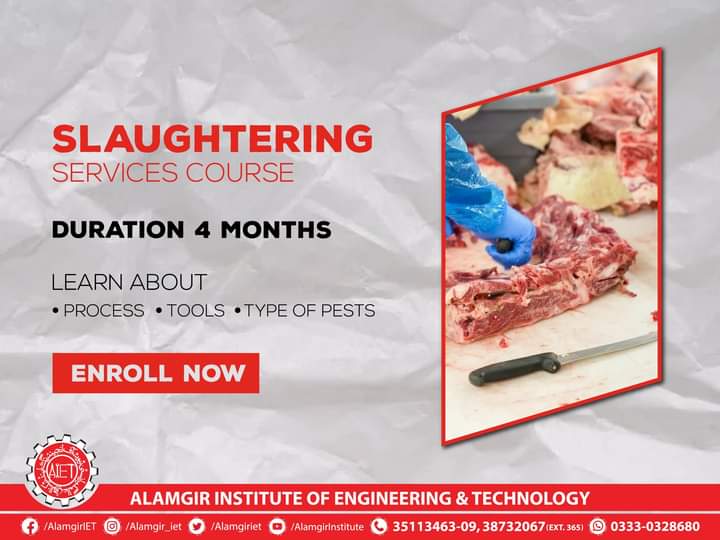 SLAUGHTERING
SERVICES COURSE
DURATION 4 MONTHS
LEARN ABOUT
• PROCESS • TOOLS • TYPE OF PESTS
ENROLL NOW
AIET
ALAMGIR INSTITUTE OF ENGINEERING & TECHNOLOGY
/AlamgirIET /Alamgir_iet /Alamgiriet /AlamgirInstitute 35113463-09, 38732067 (EXT. 365) 0333-0328680